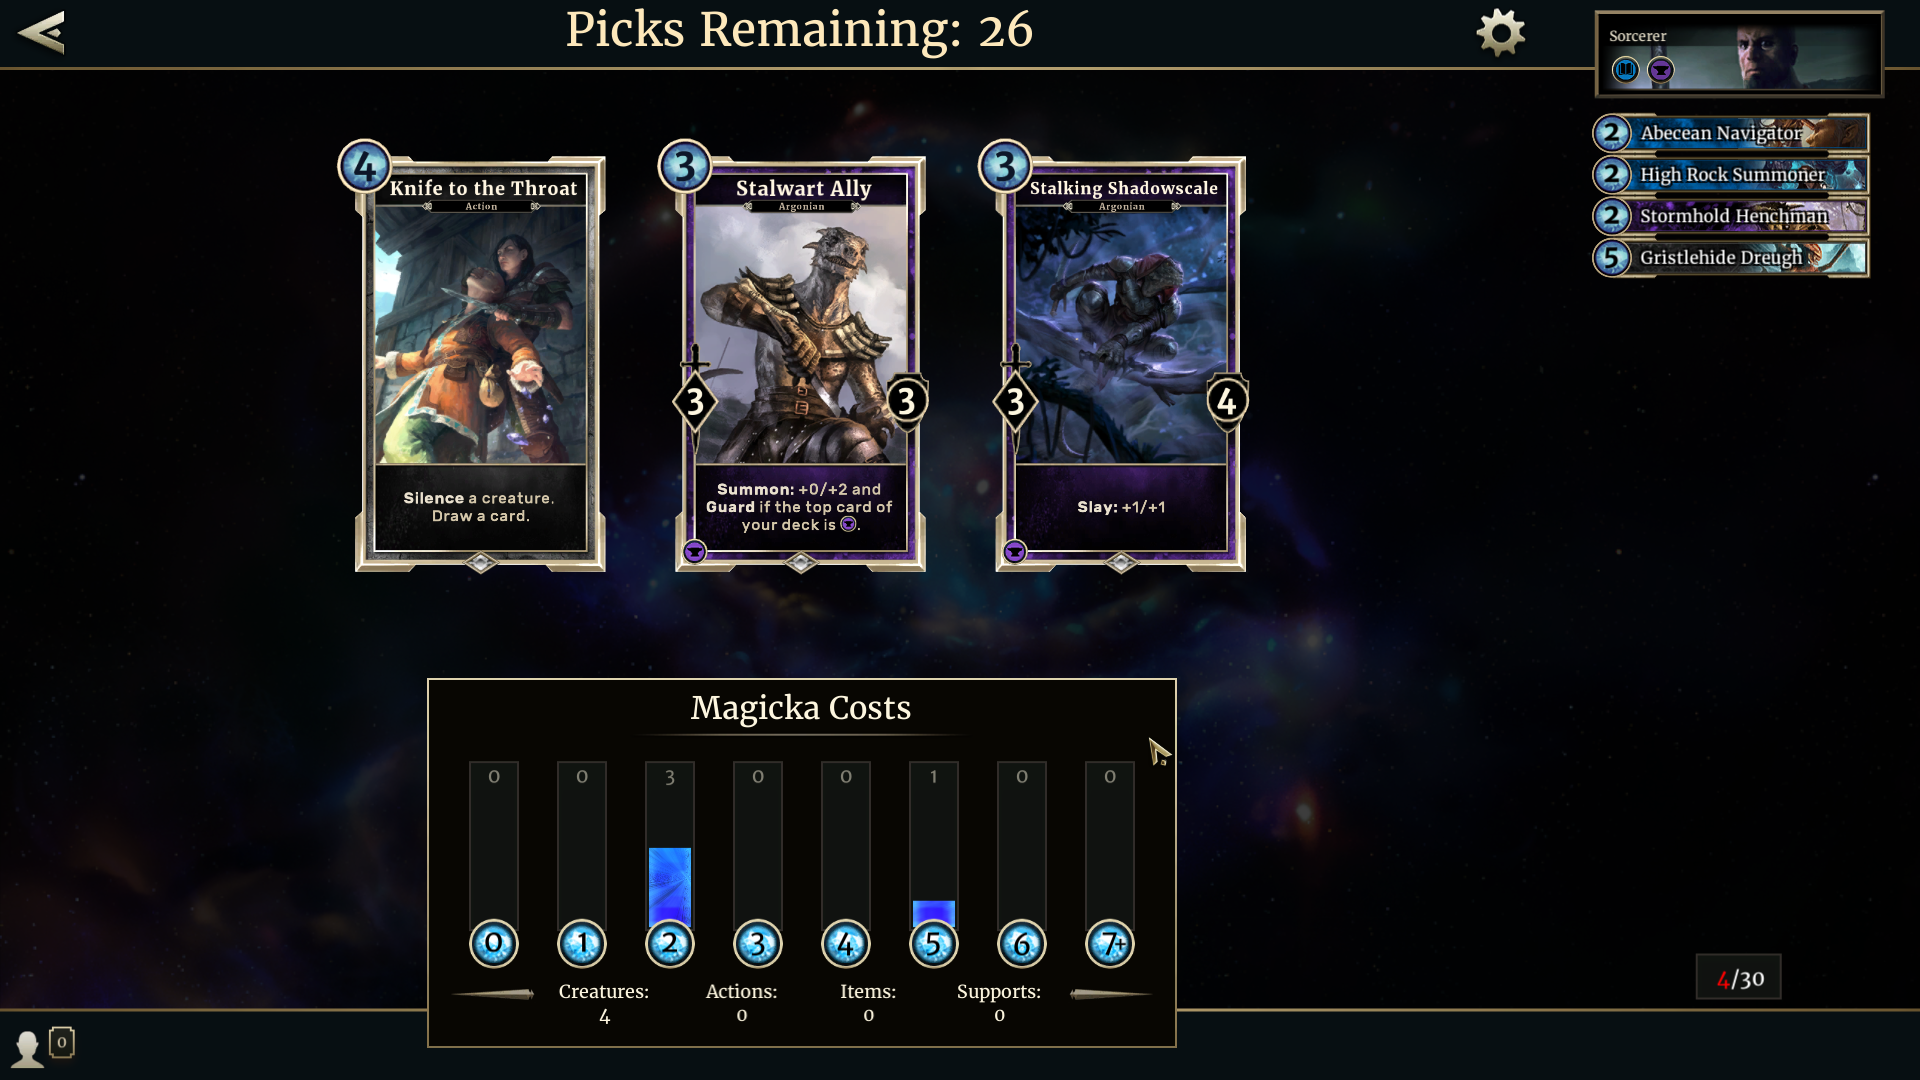 Picks Remaining: 26
Sorcerer
2 Abecean Navigator
2 High Rock Summoner
2 Stormhold Henchman
5 Gristlehide Dreugh
4
Knife to the Throat
Action
Silence a creature.
Draw a card.
3
Stalwart Ally
Argonian
3
3
Summon: +0/+2 and
Guard if the top card of
your deck is .
3
Stalking Shadowscale
Argonian
3
4
Slay: +1/+1
Magicka Costs
0 0 3 0 0 1 0 0
0 1 2 3 4 5 6 7+
Creatures: Actions: Items: Supports:
4 0 0 0
4/30
0